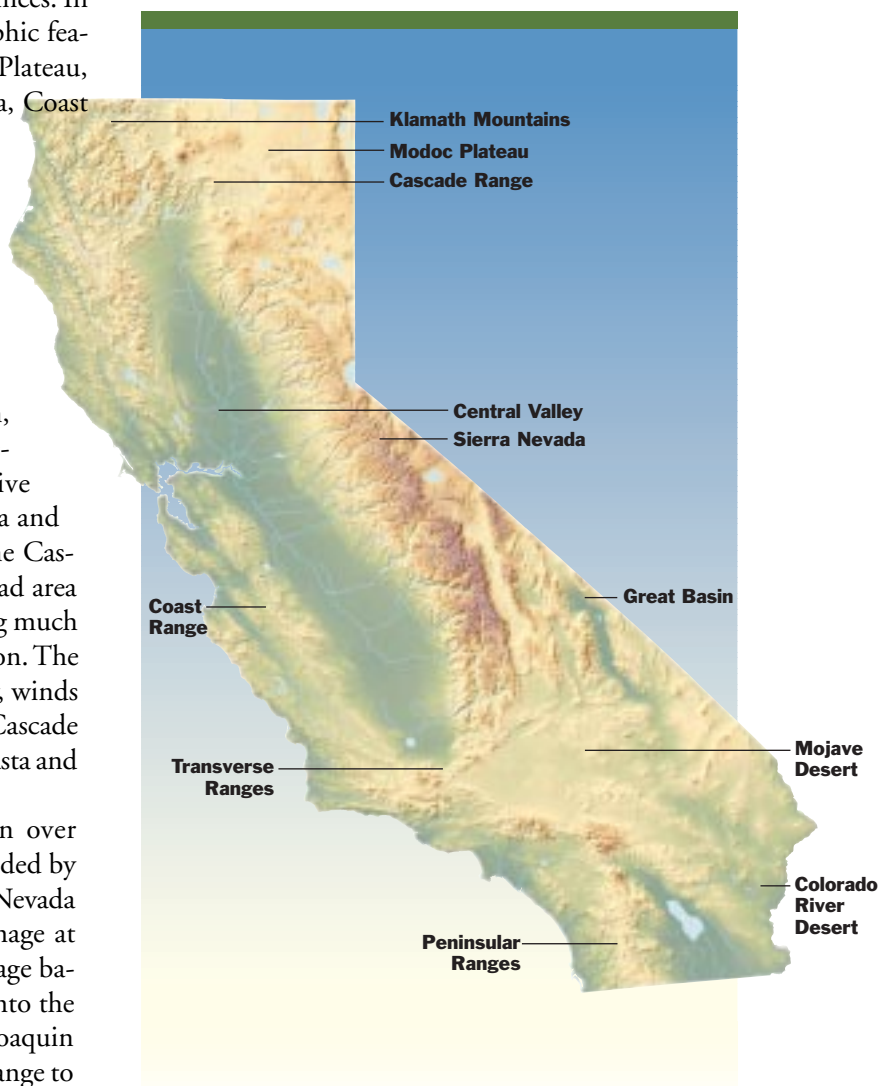 nces. In
phic fea-
Plateau,
a, Coast
Klamath Mountains
Modoc Plateau
Cascade Range
Central Valley
Sierra Nevada
Great Basin
Coast
Range
Mojave
Desert
Transverse
Ranges
Colorado
River
Desert
Peninsular
Ranges
,
-
ive
a and
ne Cas-
ad area
g much
on. The
, winds
Cascade
sta and
n over
ded by
Nevada
nage at
age ba-
nto the
oaquin
ange to